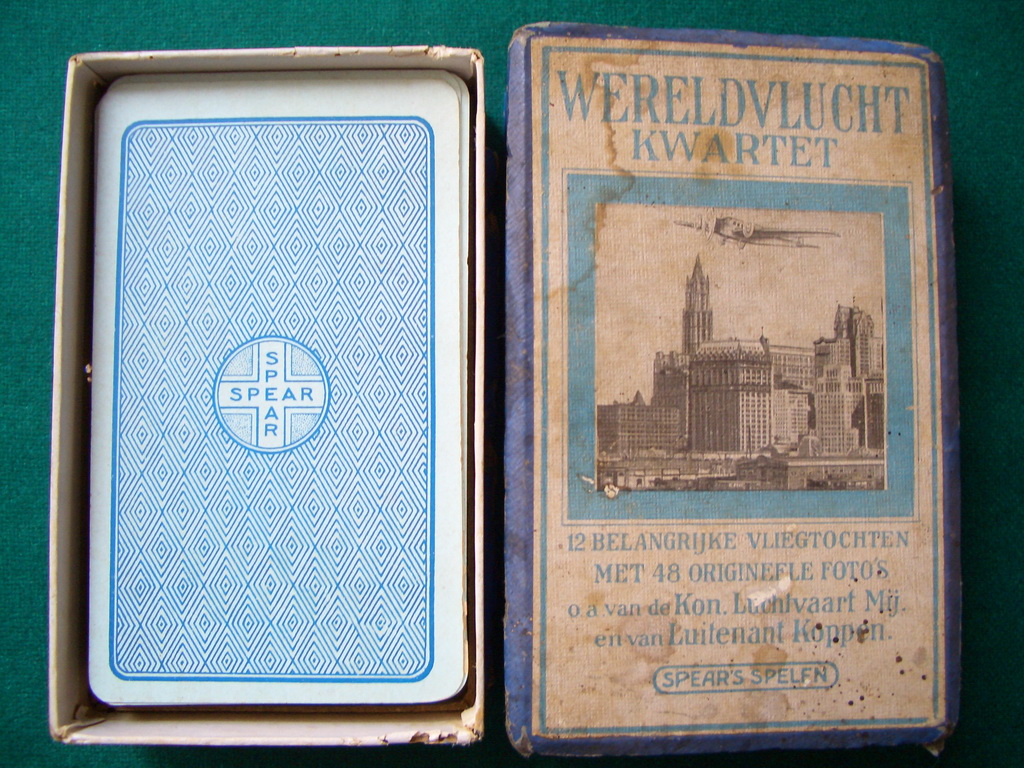 SPEAR
SPEAR
WERELDVLUCHT
KWARTET
12 BELANGRIJKE VLIEGTOCHTEN
MET 48 ORIGINEELE FOTO'S
o.a van de Kon. Luchtvaart Mij.
en van Luitenant Koppen.
SPEAR'S SPELEN